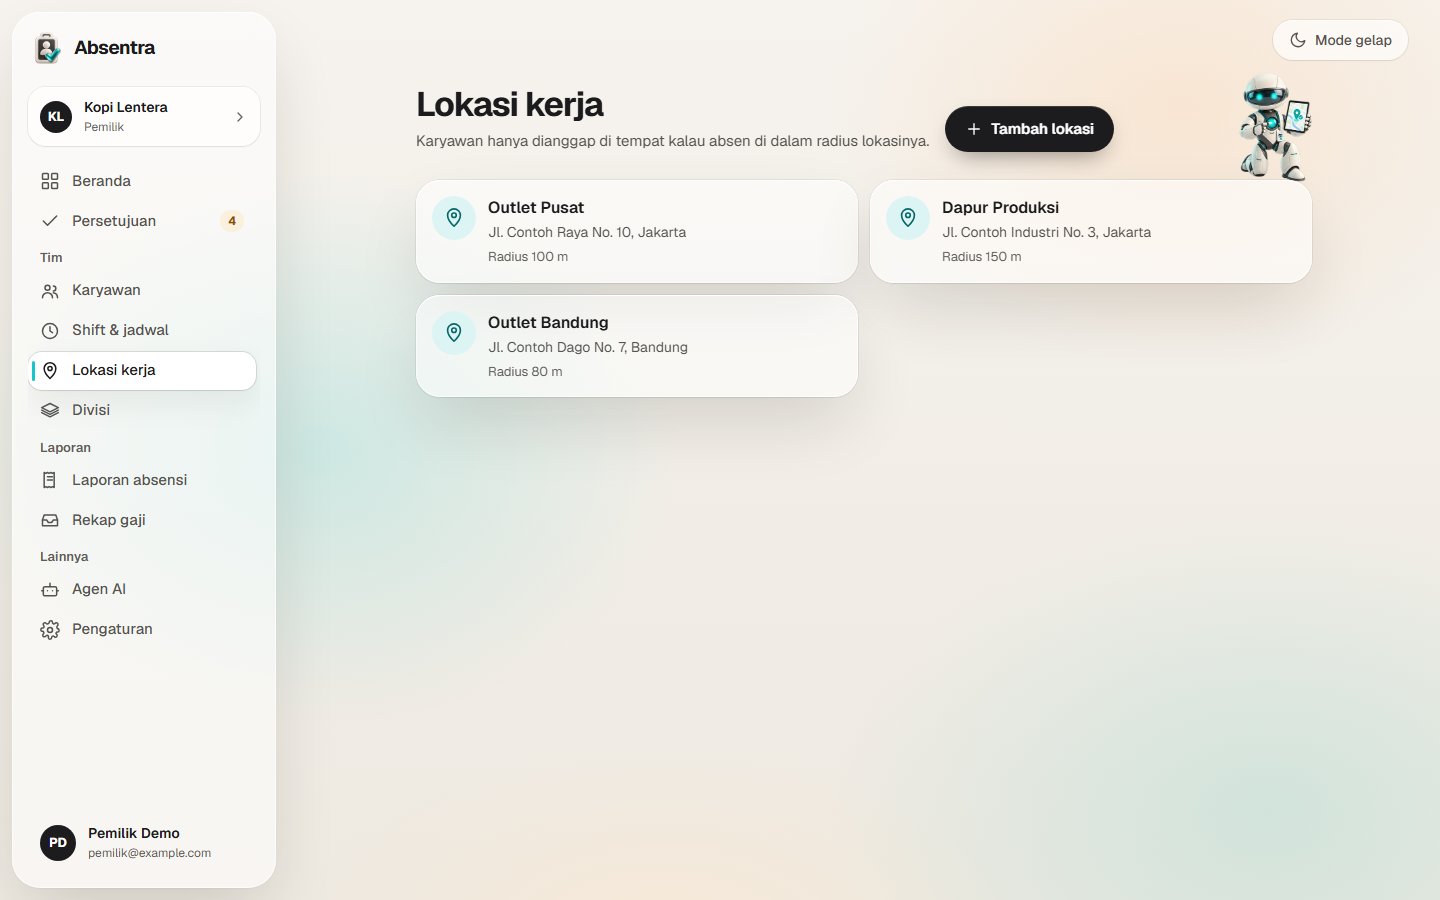 Absentra
KL
Kopi Lentera
Pemilik
Beranda
Persetujuan 4
Tim
Karyawan
Shift & jadwal
Lokasi kerja
Divisi
Laporan
Laporan absensi
Rekap gaji
Lainnya
Agen AI
Pengaturan
PD
Pemilik Demo
pemilik@example.com
Mode gelap
Lokasi kerja
Karyawan hanya dianggap di tempat kalau absen di dalam radius lokasinya.
Tambah lokasi
Outlet Pusat
Jl. Contoh Raya No. 10, Jakarta
Radius 100 m
Dapur Produksi
Jl. Contoh Industri No. 3, Jakarta
Radius 150 m
Outlet Bandung
Jl. Contoh Dago No. 7, Bandung
Radius 80 m